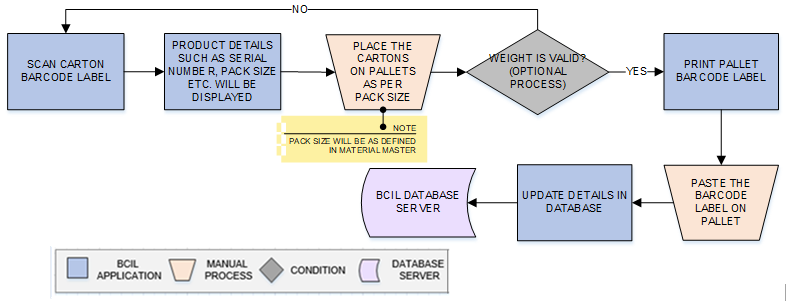 NO
SCAN CARTON
BARCODE LABEL
PRODUCT DETAILS
SUCH AS SERIAL
NUMBER, PACK SIZE
ETC. WILL BE
DISPLAYED
PLACE THE
CARTONS
ON PALLETS
AS PER
PACK SIZE
WEIGHT IS VALID?
(OPTIONAL
PROCESS)
YES
PRINT PALLET
BARCODE LABEL
NOTE
PACK SIZE WILL BE AS DEFINED
IN MATERIAL MASTER
BCIL DATABASE
SERVER
UPDATE DETAILS IN
DATABASE
PASTE THE
BARCODE
LABEL ON
PALLET
BCIL
APPLICATION
MANUAL
PROCESS
CONDITION
DATABASE
SERVER